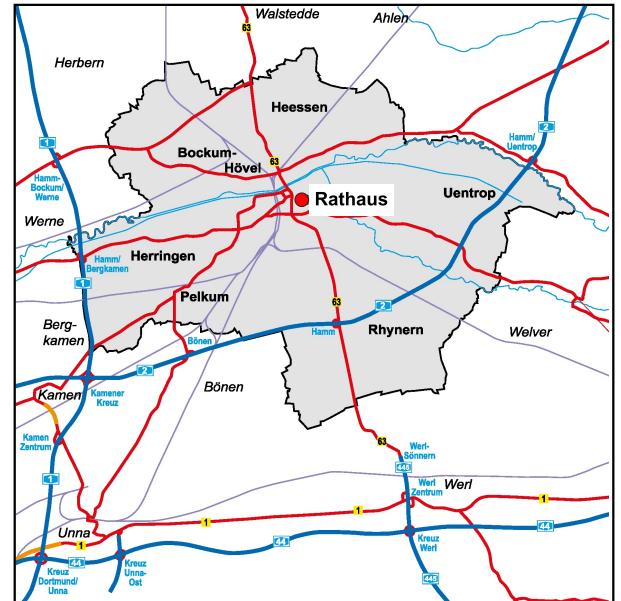 Walstedde
Ahlen
63
Herbern
Heessen
2
1
Hamm/
Uentrop
Bockum-
Hövel
63
Hamm-
Bockum/
Werne
Uentrop
Rathaus
Werne
Hamm/
Bergkamen
Herringen
1
Pelkum
63
2
Berg-
kamen
Hamm
Rhynern
Welver
Bönen
2
Bönen
Kamen
Kamener
Kreuz
Kamen
Zentrum
63
Werl-
Sönnern
445
1
Werl
Zentrum
Werl
1
1
1
Unna
1
44
44
44
Kreuz
Werl
Kreuz
Dortmund/
Unna
Kreuz
Unna-
Ost
445